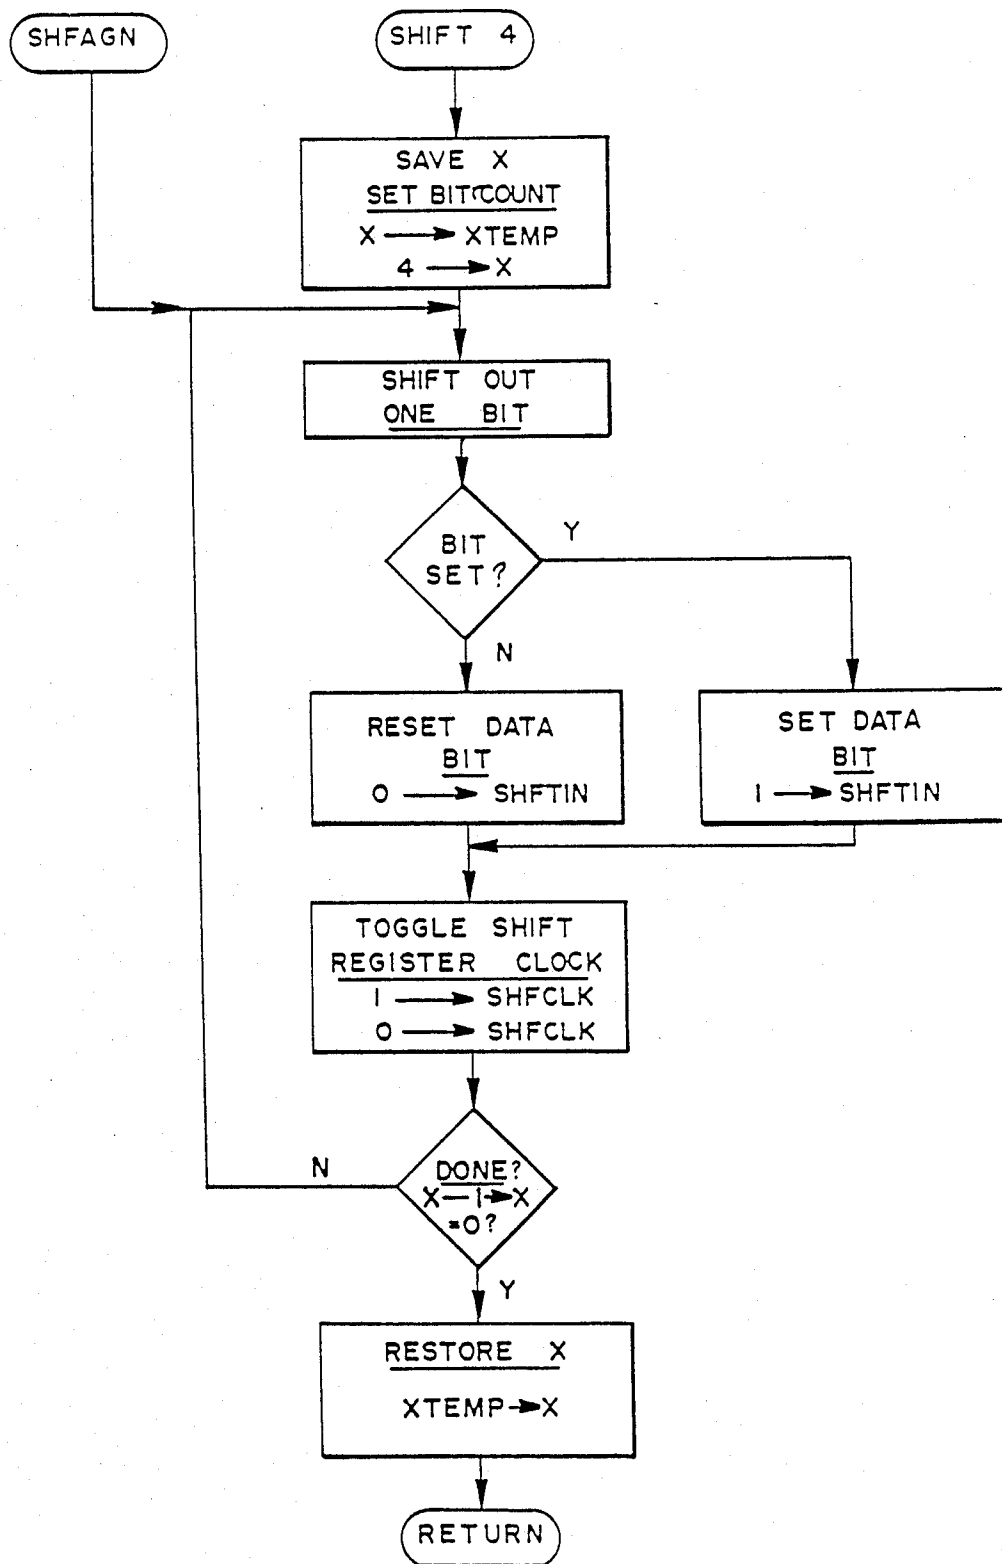 SHFAGN
SHIFT 4
SAVE X
SET BIT COUNT
X → XTEMP
4 → X
SHIFT OUT
ONE BIT
BIT
SET?
Y
N
RESET DATA
BIT
0 → SHFTIN
SET DATA
BIT
1 → SHFTIN
TOGGLE SHIFT
REGISTER CLOCK
1 → SHFCLK
0 → SHFCLK
DONE?
X-1→X
=0?
N
Y
RESTORE X
XTEMP→X
RETURN